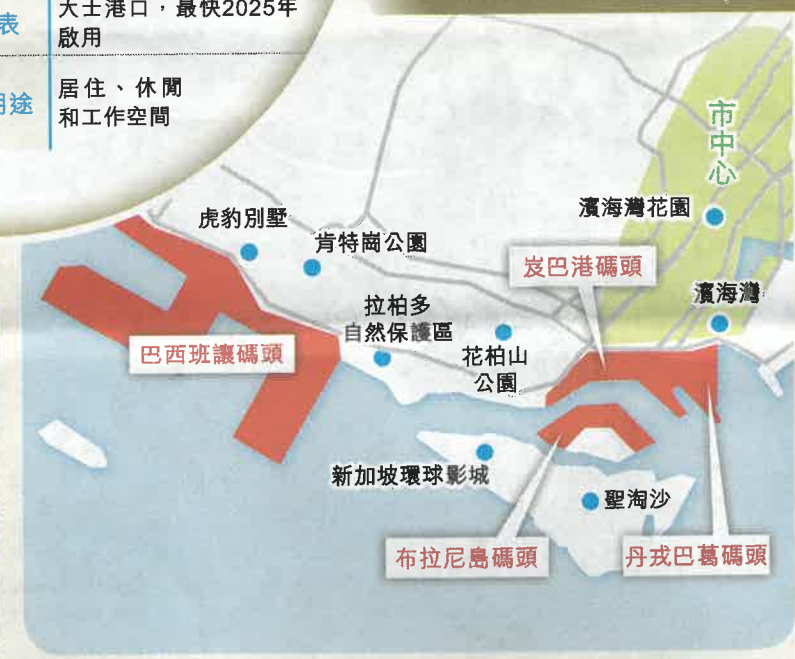 表
大士港口，最快2025年
啟用
用途
居住、休閒
和工作空間
市中心
虎豹別墅
濱海灣花園
肯特崗公園
岌巴港碼頭
濱海灣
拉柏多
自然保護區
巴西班讓碼頭
花柏山
公園
新加坡環球影城
聖淘沙
布拉尼島碼頭
丹戎巴葛碼頭